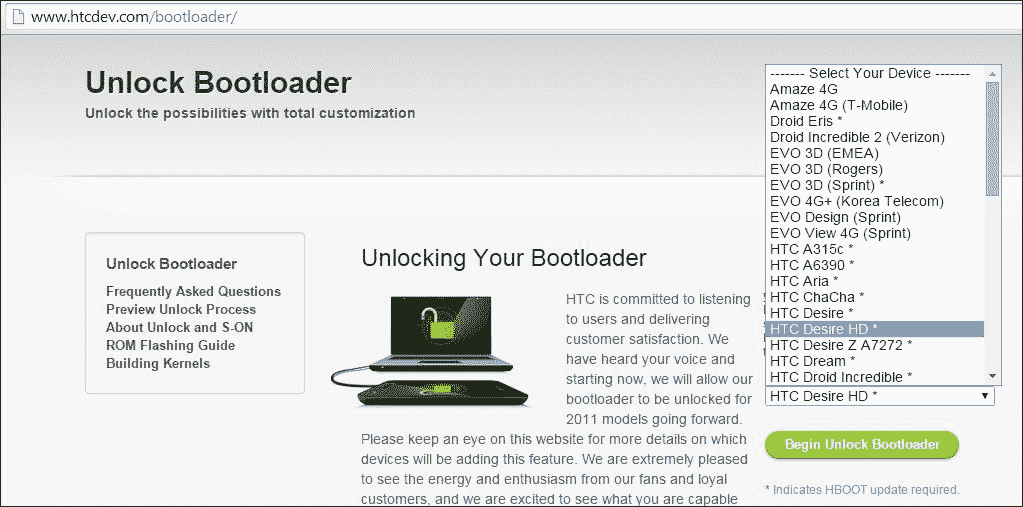 www.htcdev.com/bootloader/
Unlock Bootloader
Unlock the possibilities with total customization
Unlock Bootloader
Frequently Asked Questions
Preview Unlock Process
About Unlock and S-ON
ROM Flashing Guide
Building Kernels
Unlocking Your Bootloader
HTC is committed to listening
to users and delivering
customer satisfaction. We
have heard your voice and
starting now, we will allow our
bootloader to be unlocked for
2011 models going forward.
Please keep an eye on this website for more details on which
devices will be adding this feature. We are extremely pleased
to see the energy and enthusiasm from our fans and loyal
customers, and we are excited to see what you are capable
------- Select Your Device -------
Amaze 4G
Amaze 4G (T-Mobile)
Droid Eris *
Droid Incredible 2 (Verizon)
EVO 3D (EMEA)
EVO 3D (Rogers)
EVO 3D (Sprint) *
EVO 4G+ (Korea Telecom)
EVO Design (Sprint)
EVO View 4G (Sprint)
HTC A315c *
HTC A6390 *
HTC Aria *
HTC ChaCha *
HTC Desire *
HTC Desire HD *
HTC Desire Z A7272 *
HTC Dream *
HTC Droid Incredible *
HTC Desire HD *
Begin Unlock Bootloader
* Indicates HBOOT update required.